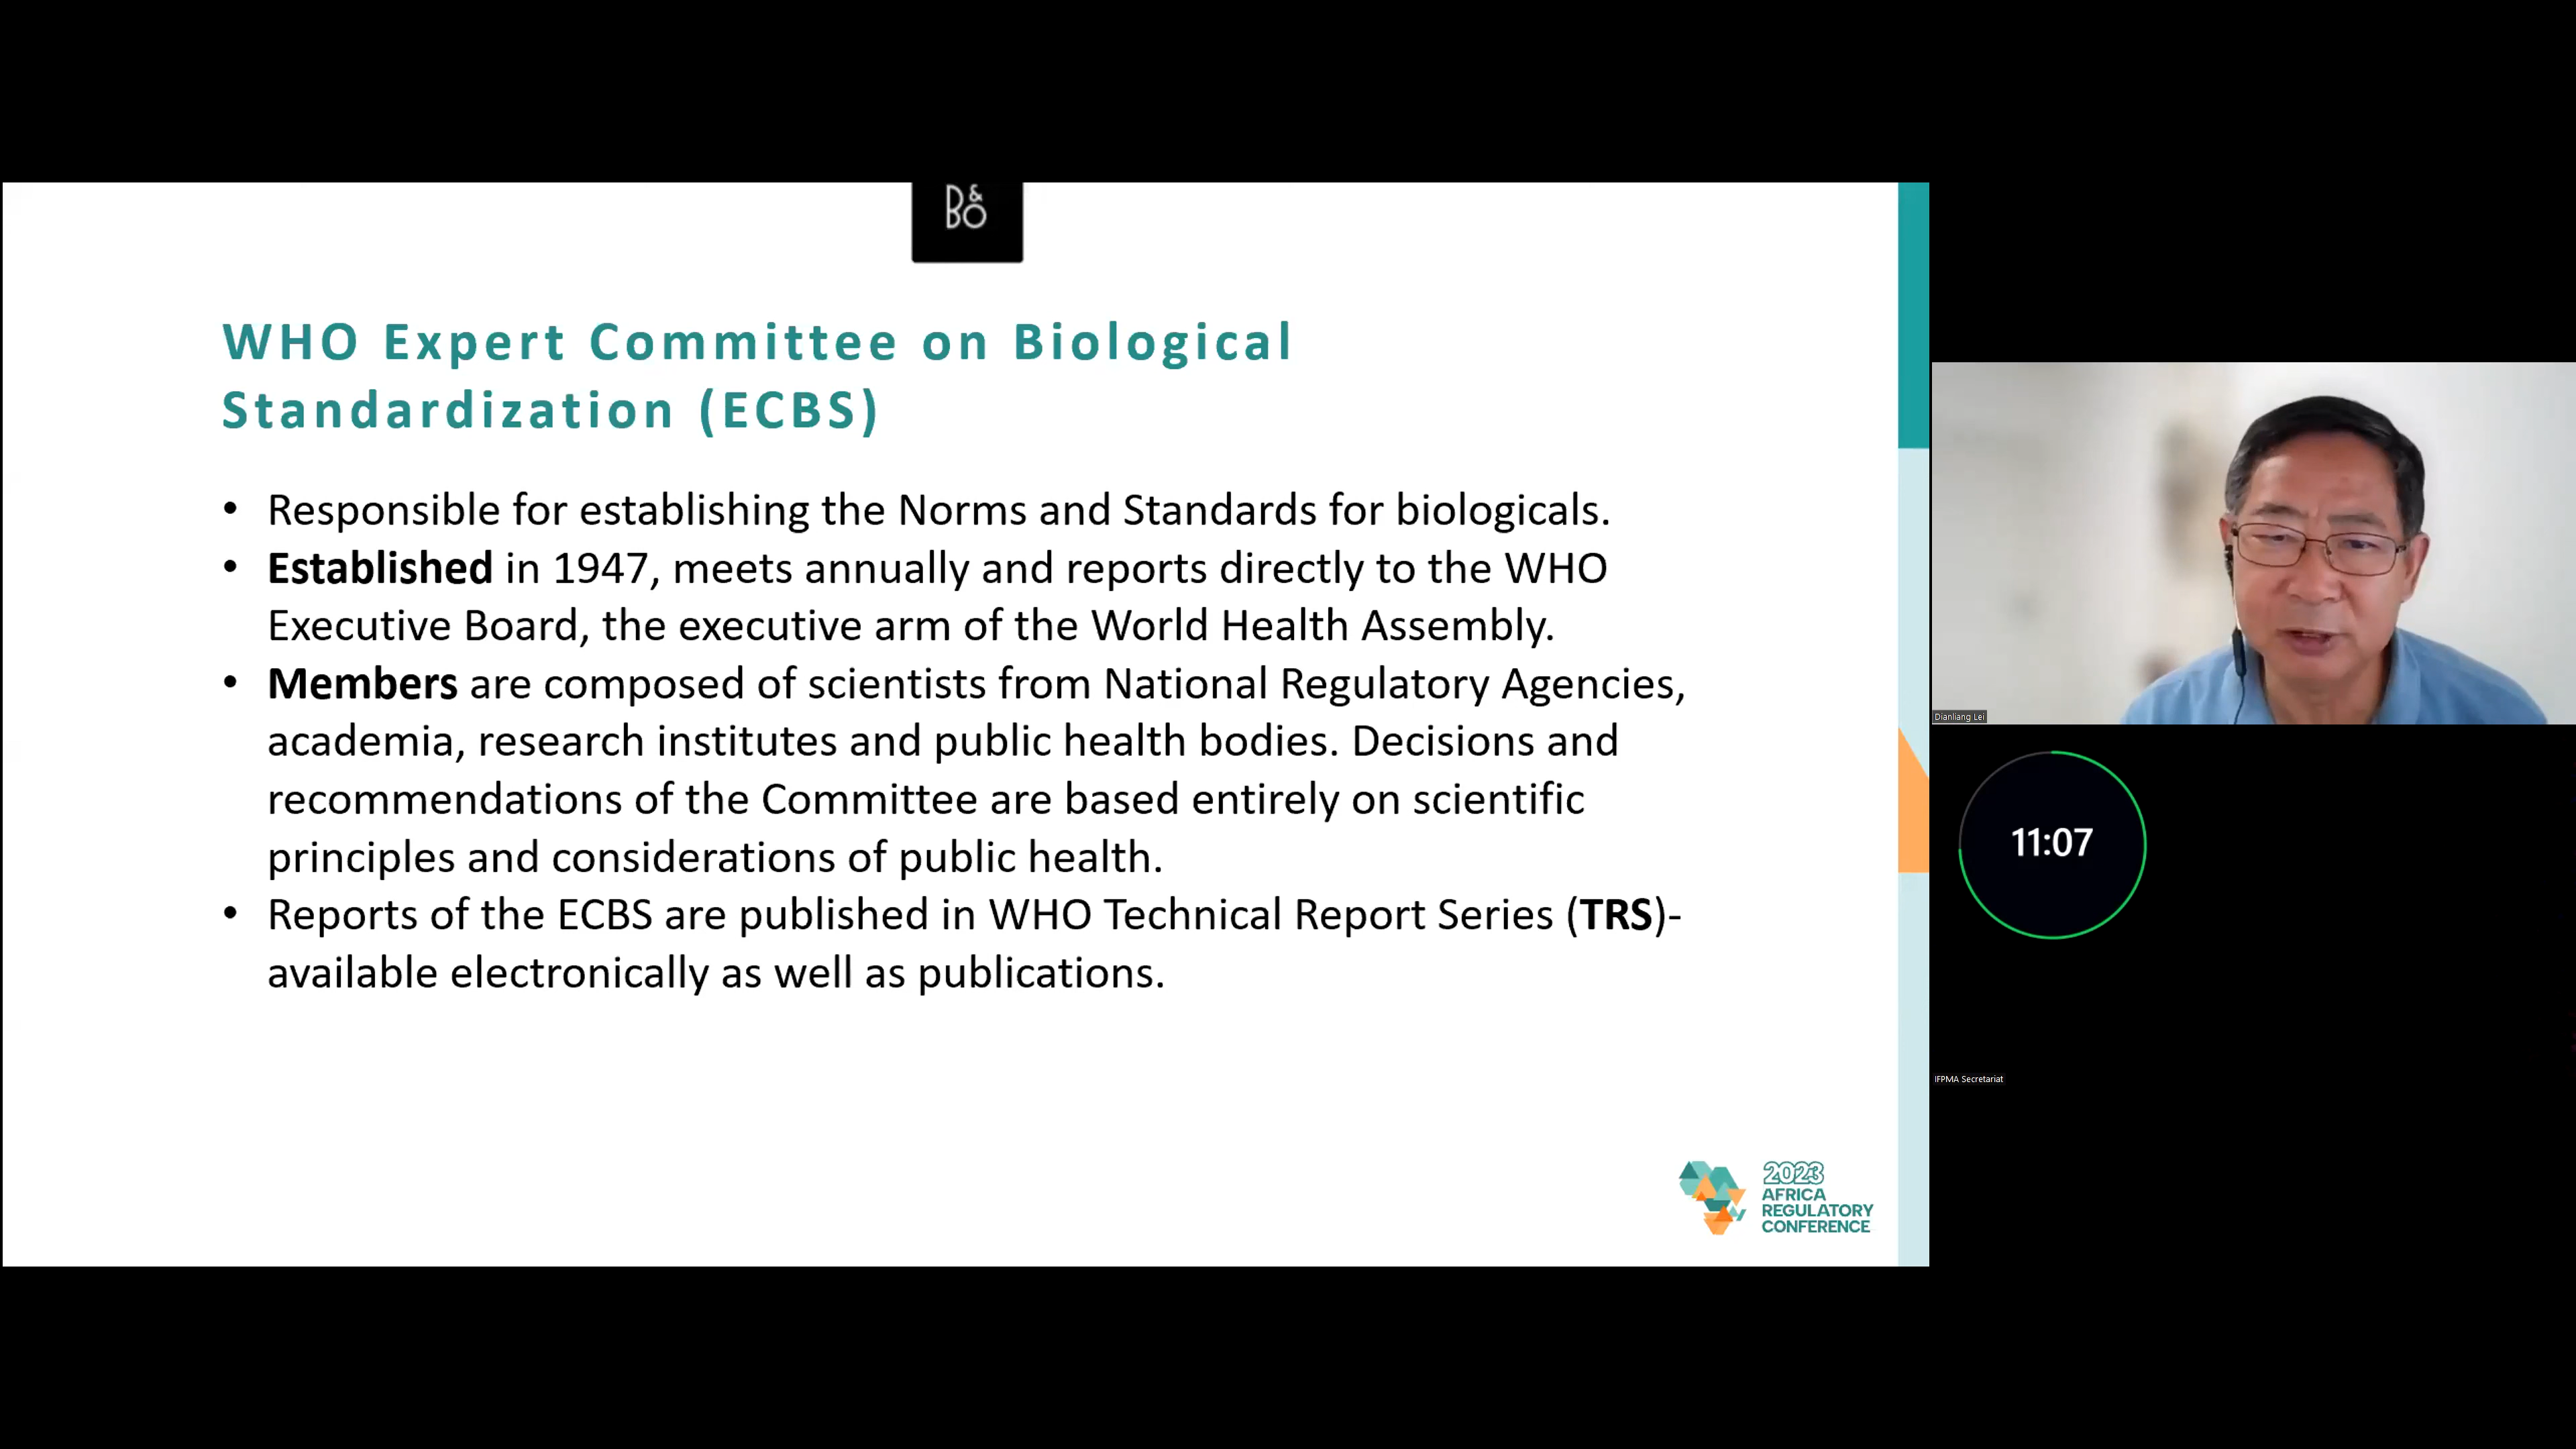 B&O
WHO Expert Committee on Biological
Standardization (ECBS)
• Responsible for establishing the Norms and Standards for biologicals.
• Established in 1947, meets annually and reports directly to the WHO
Executive Board, the executive arm of the World Health Assembly.
• Members are composed of scientists from National Regulatory Agencies,
academia, research institutes and public health bodies. Decisions and
recommendations of the Committee are based entirely on scientific
principles and considerations of public health.
• Reports of the ECBS are published in WHO Technical Report Series (TRS)-
available electronically as well as publications.
2023
AFRICA
REGULATORY
CONFERENCE
Dianliang Lei
11:07
IFPMA Secretariat